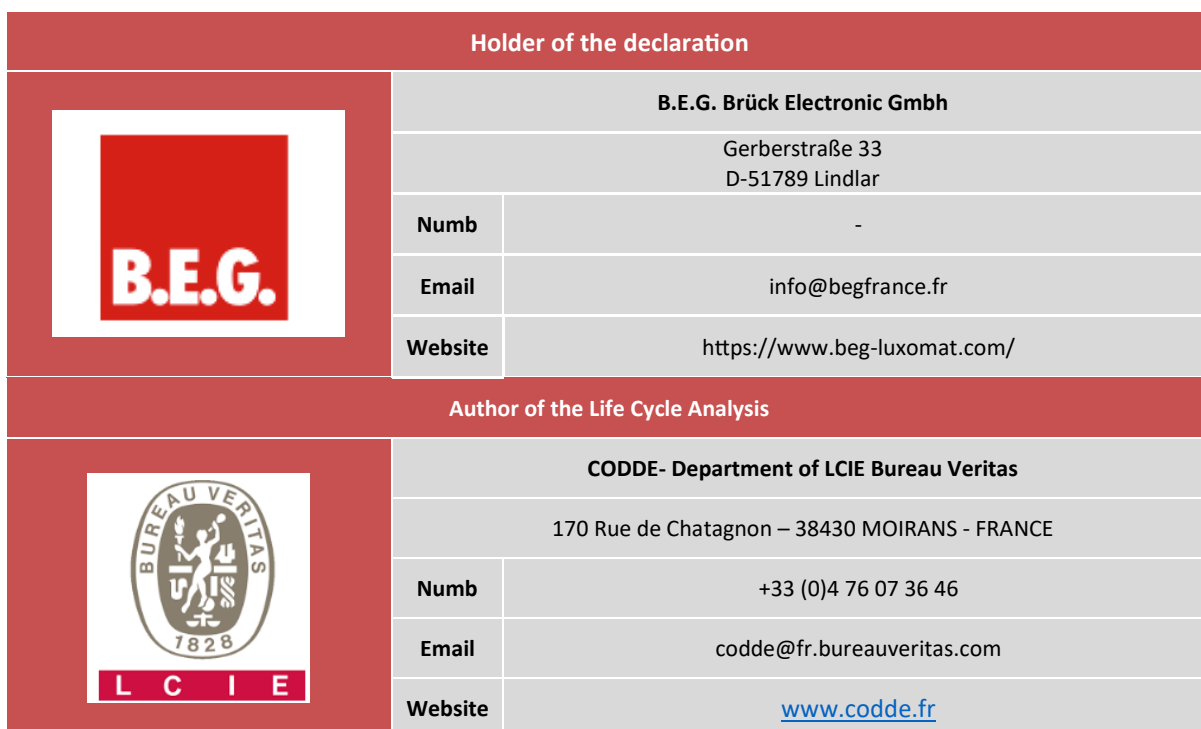 Holder of the declaration
B.E.G.
B.E.G. Brück Electronic Gmbh
Gerberstraße 33
D-51789 Lindlar
Numb -
Email info@begfrance.fr
Website https://www.beg-luxomat.com/
Author of the Life Cycle Analysis
BUREAU VERITAS
1828
L C I E
CODDE- Department of LCIE Bureau Veritas
170 Rue de Chatagnon – 38430 MOIRANS - FRANCE
Numb +33 (0)4 76 07 36 46
Email codde@fr.bureauveritas.com
Website www.codde.fr